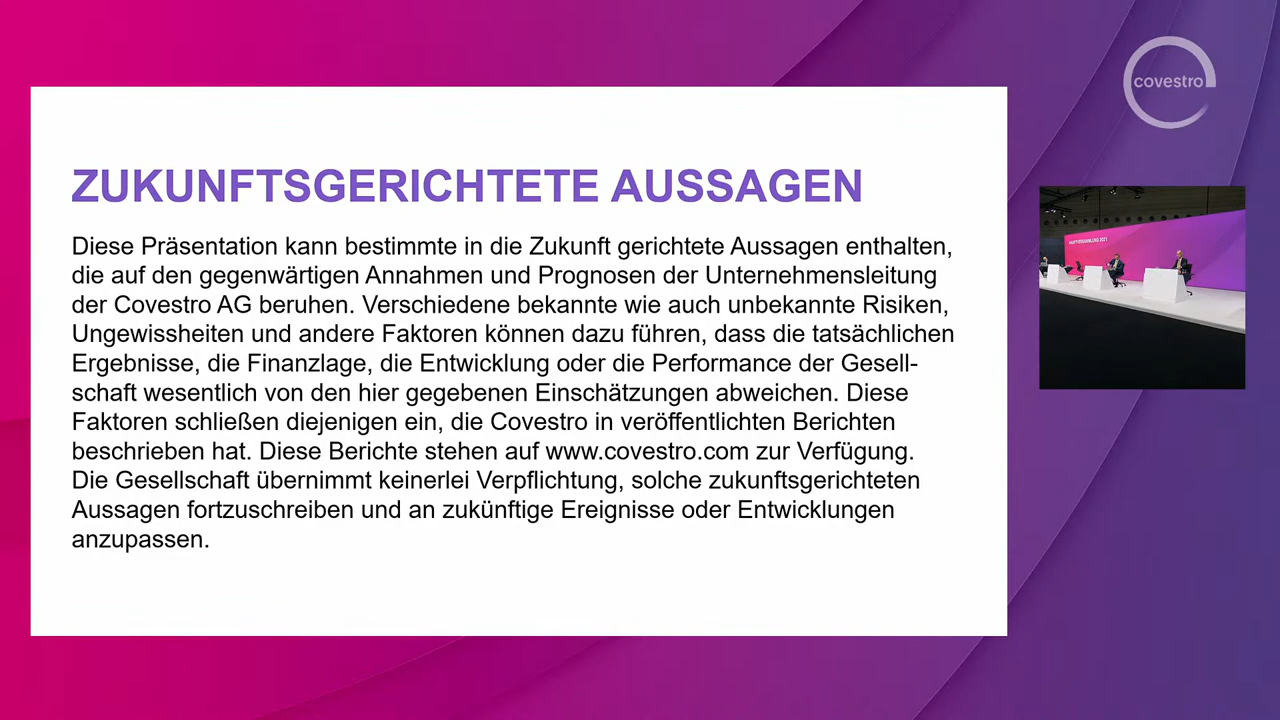 ZUKUNFTSGERICHTETE AUSSAGEN
Diese Präsentation kann bestimmte in die Zukunft gerichtete Aussagen enthalten,
die auf den gegenwärtigen Annahmen und Prognosen der Unternehmensleitung
der Covestro AG beruhen. Verschiedene bekannte wie auch unbekannte Risiken,
Ungewissheiten und andere Faktoren können dazu führen, dass die tatsächlichen
Ergebnisse, die Finanzlage, die Entwicklung oder die Performance der Gesell-
schaft wesentlich von den hier gegebenen Einschätzungen abweichen. Diese
Faktoren schließen diejenigen ein, die Covestro in veröffentlichten Berichten
beschrieben hat. Diese Berichte stehen auf www.covestro.com zur Verfügung.
Die Gesellschaft übernimmt keinerlei Verpflichtung, solche zukunftsgerichteten
Aussagen fortzuschreiben und an zukünftige Ereignisse oder Entwicklungen
anzupassen.
covestro
2021